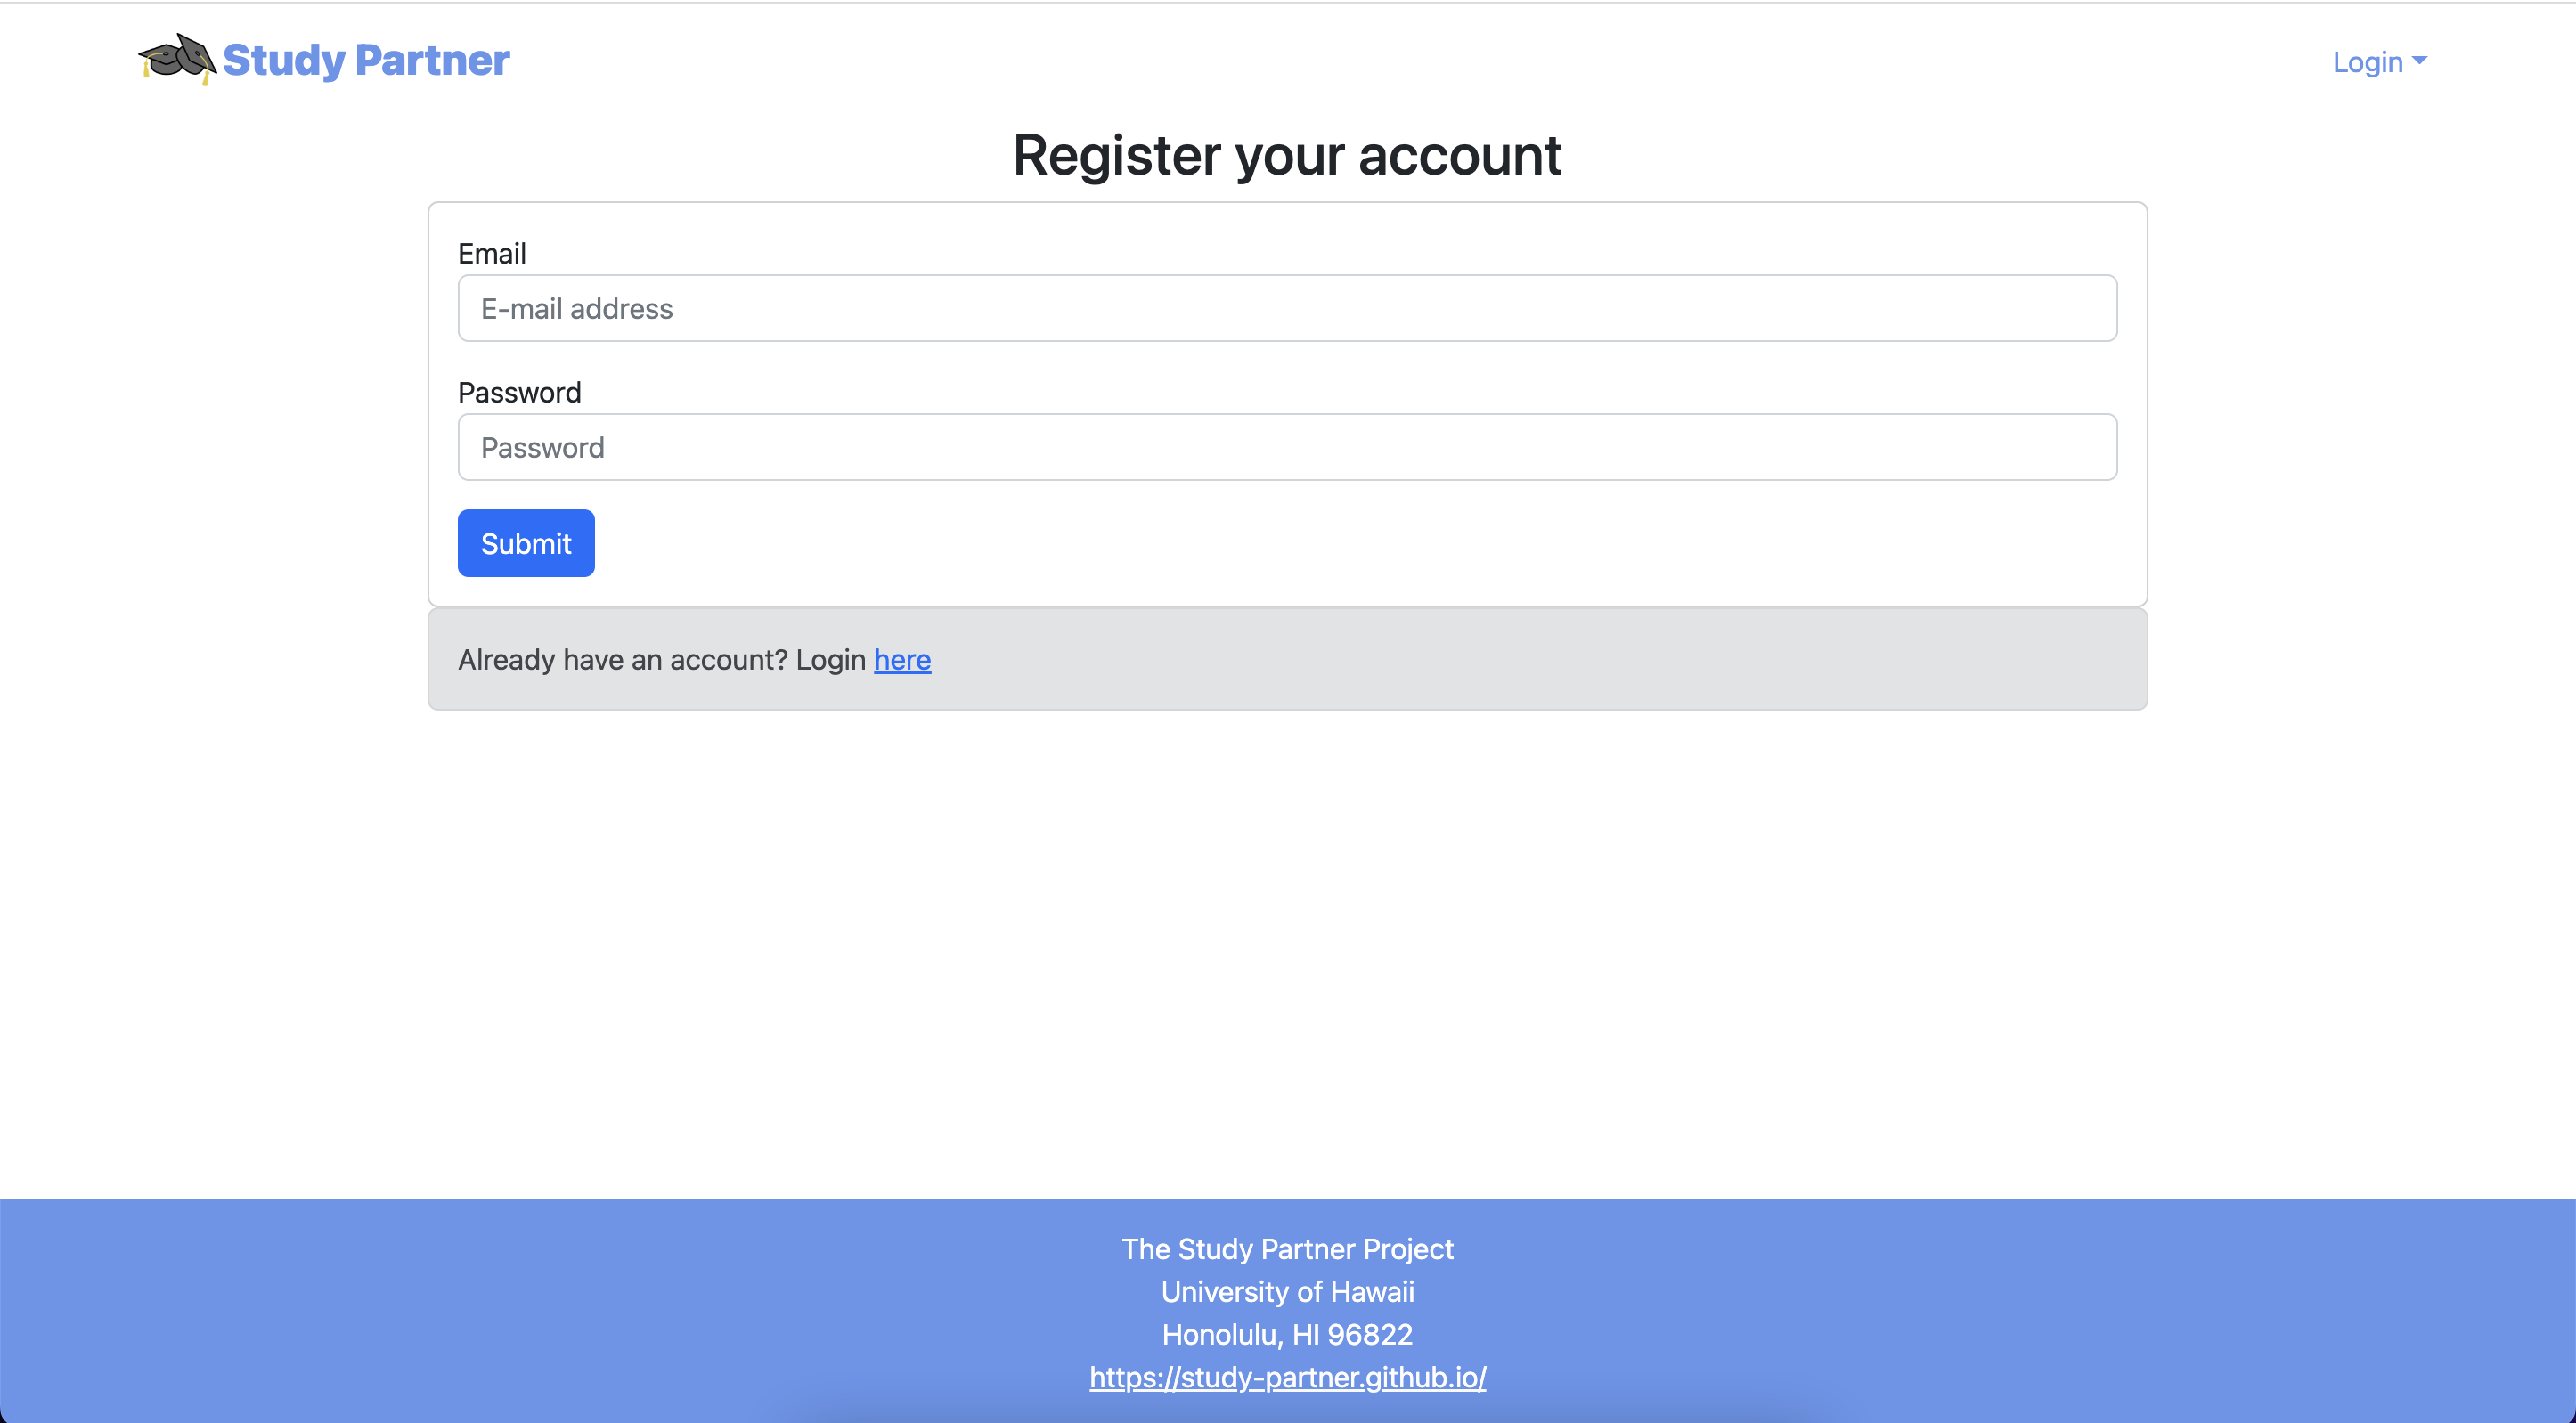 Study Partner
Login
Register your account
Email
E-mail address
Password
Password
Submit
Already have an account? Login here
The Study Partner Project
University of Hawaii
Honolulu, HI 96822
https://study-partner.github.io/